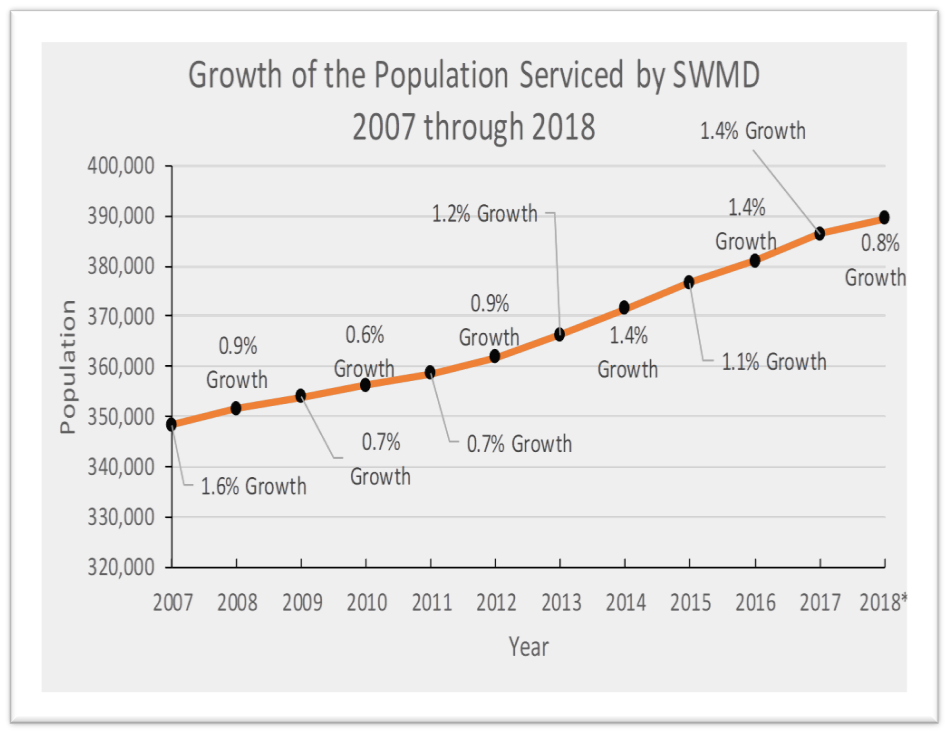 Growth of the Population Serviced by SWMD
2007 through 2018
1.4% Growth
400,000
390,000
380,000
370,000
360,000
350,000
340,000
330,000
320,000
Population
1.6% Growth
0.9%
Growth
0.7%
Growth
0.6%
Growth
0.7% Growth
0.9%
Growth
1.2% Growth
1.4%
Growth
1.1% Growth
1.4%
Growth
0.8%
Growth
2007 2008 2009 2010 2011 2012 2013 2014 2015 2016 2017 2018*
Year